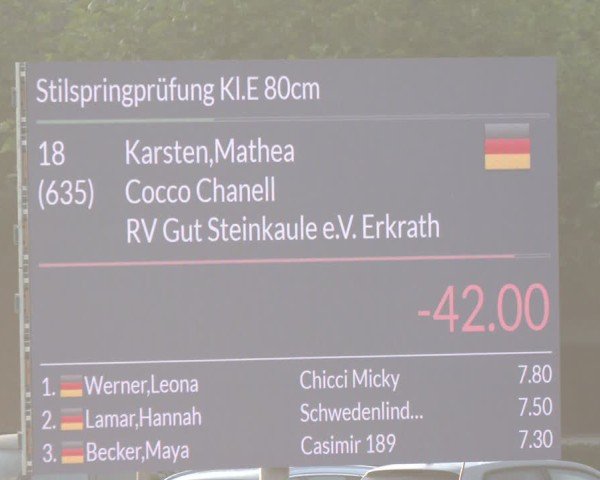 Stilspringprüfung Kl.E 80cm
18 Karsten,Mathea
(635) Cocco Chanell
RV Gut Steinkaule e.V. Erkrath
-42.00
1. Werner,Leona Chicci Micky 7.80
2. Lamar,Hannah Schwedenlind... 7.50
3. Becker,Maya Casimir 189 7.30